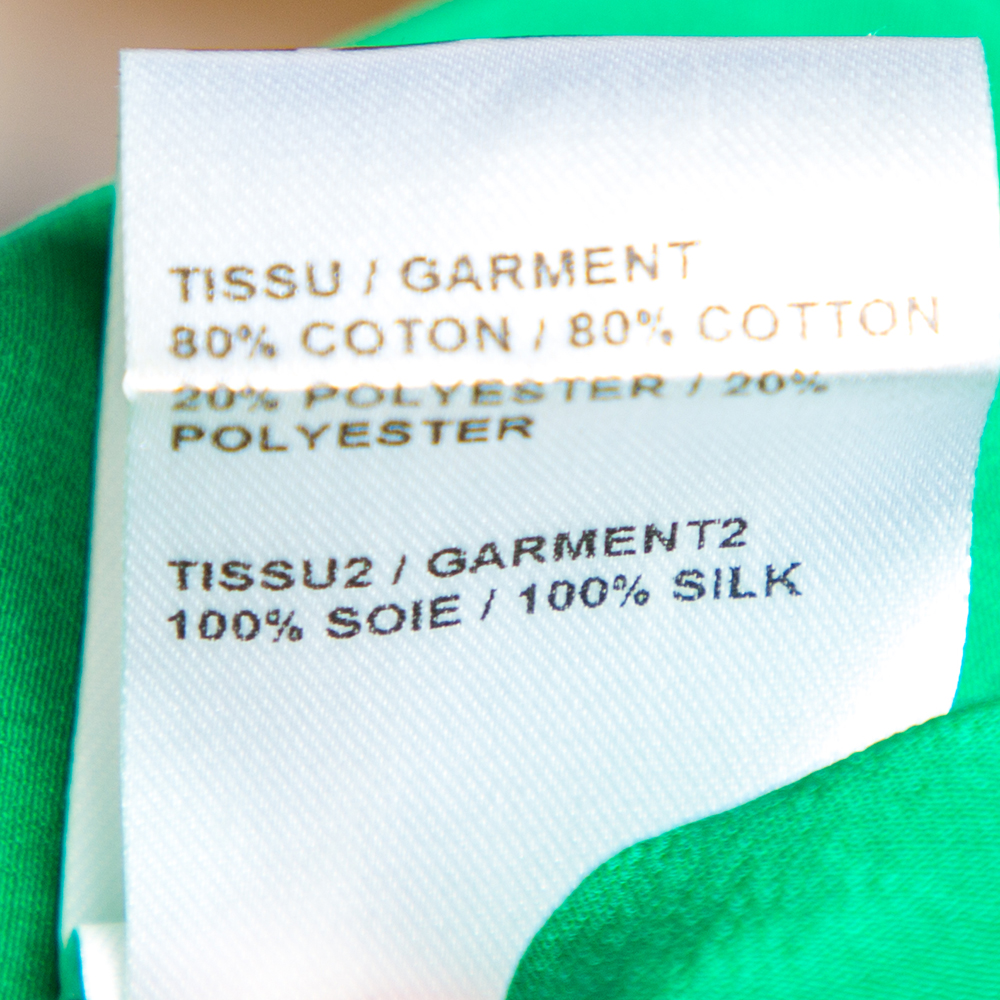 TISSU / GARMENT
80% COTON / 80% COTTON
20% POLYESTER / 20%
POLYESTER
TISSU2 / GARMENT2
100% SOIE / 100% SILK